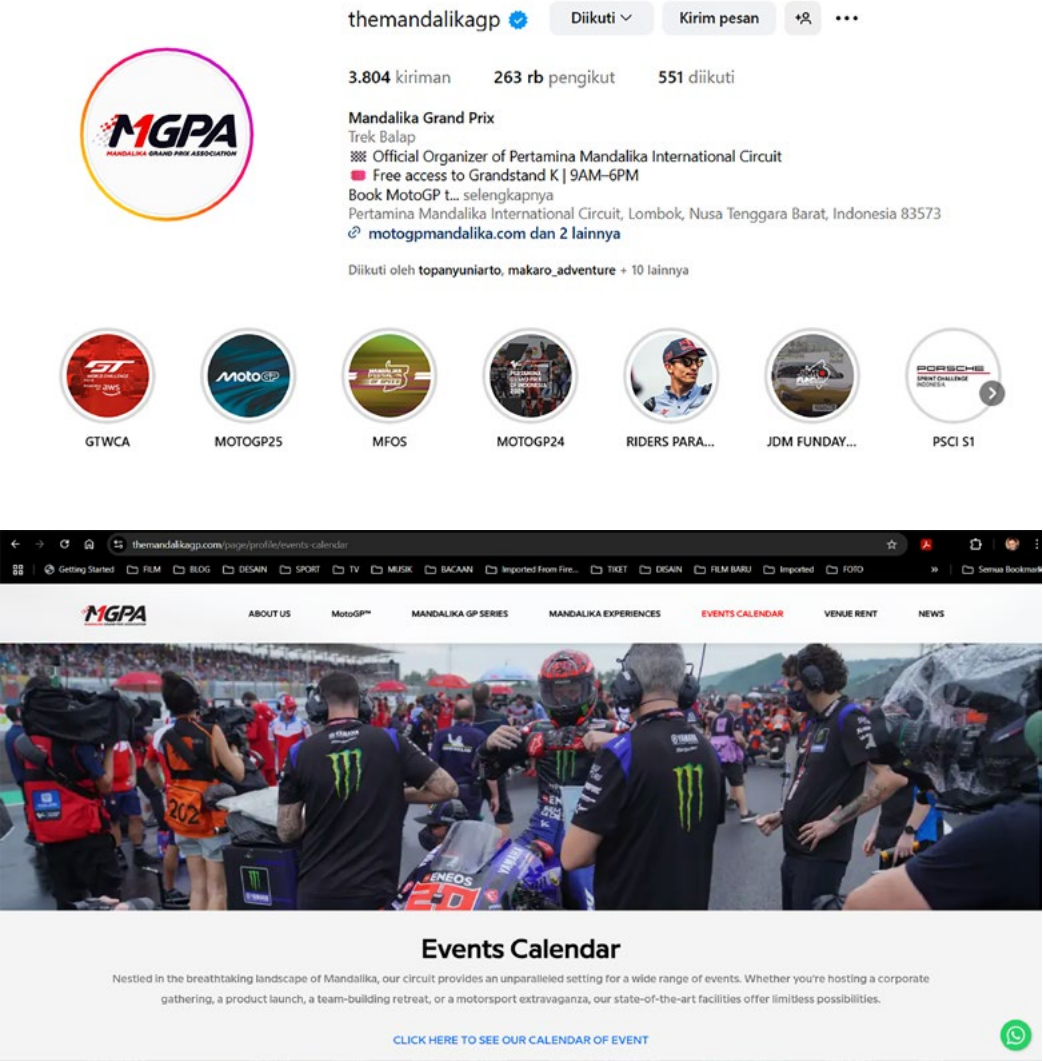 themandalikagp Diikuti Kirim pesan
3.804 kiriman 263 rb pengikut 551 diikuti
MGPA
MANDALIKA GRAND PRIX ASSOCIATION
Mandalika Grand Prix
Trek Balap
Official Organizer of Pertamina Mandalika International Circuit
Free access to Grandstand K | 9AM–6PM
Book MotoGP t... selengkapnya
Pertamina Mandalika International Circuit, Lombok, Nusa Tenggara Barat, Indonesia 83573
motogpmandalika.com dan 2 lainnya
Diikuti oleh topanyuniarto, makaro_adventure + 10 lainnya
GT
aws
MotoGP
PORSCHE
SPRINT CHALLENGE
INDONESIA
GTWCA MOTOGP25 MFOS MOTOGP24 RIDERS PARA... JDM FUNDAY... PSCI S1
themandalikagp.com/page/profile/events-calendar
Getting Started FILM BLOG DESAIN SPORT TV MUSIK BACAAN Imported From Fire... TIKET DISAIN FILM BARU Imported FOTO » Semua Bookmark
MGPA ABOUT US MotoGP™ MANDALIKA GP SERIES MANDALIKA EXPERIENCES EVENTS CALENDAR VENUE RENT NEWS
YAMAHA
202
ENEOS
YAMAHA
20
Events Calendar
Nestled in the breathtaking landscape of Mandalika, our circuit provides an unparalleled setting for a wide range of events. Whether you're hosting a corporate
gathering, a product launch, a team-building retreat, or a motorsport extravaganza, our state-of-the-art facilities offer limitless possibilities.
CLICK HERE TO SEE OUR CALENDAR OF EVENT